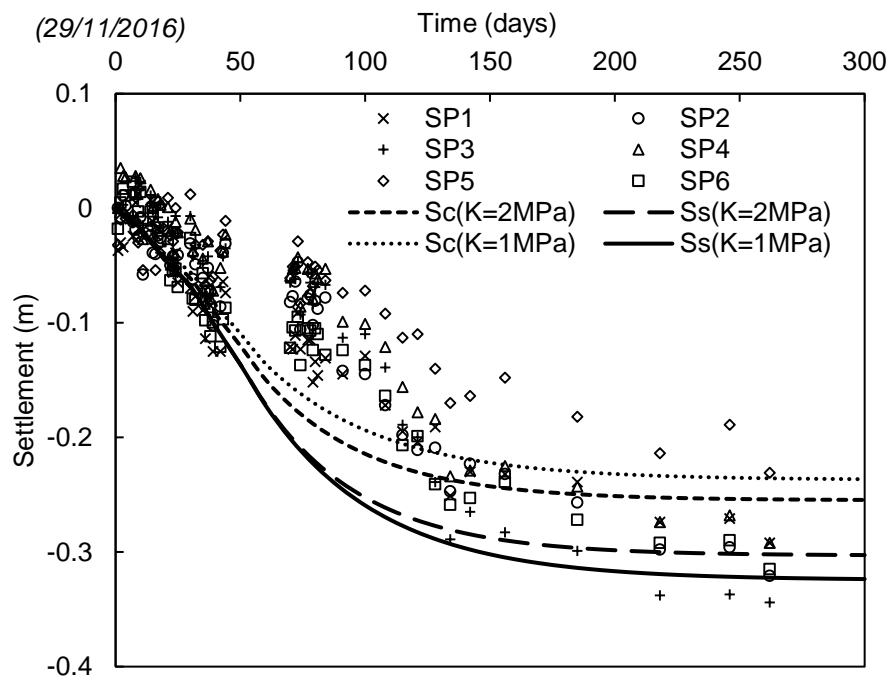 (29/11/2016)
Time (days)
0 50 100 150 200 250 300
0.1
0
-0.1
-0.2
-0.3
-0.4
Settlement (m)
SP1 SP2
SP3 SP4
SP5 SP6
Sc(K=2MPa) Ss(K=2MPa)
Sc(K=1MPa) Ss(K=1MPa)